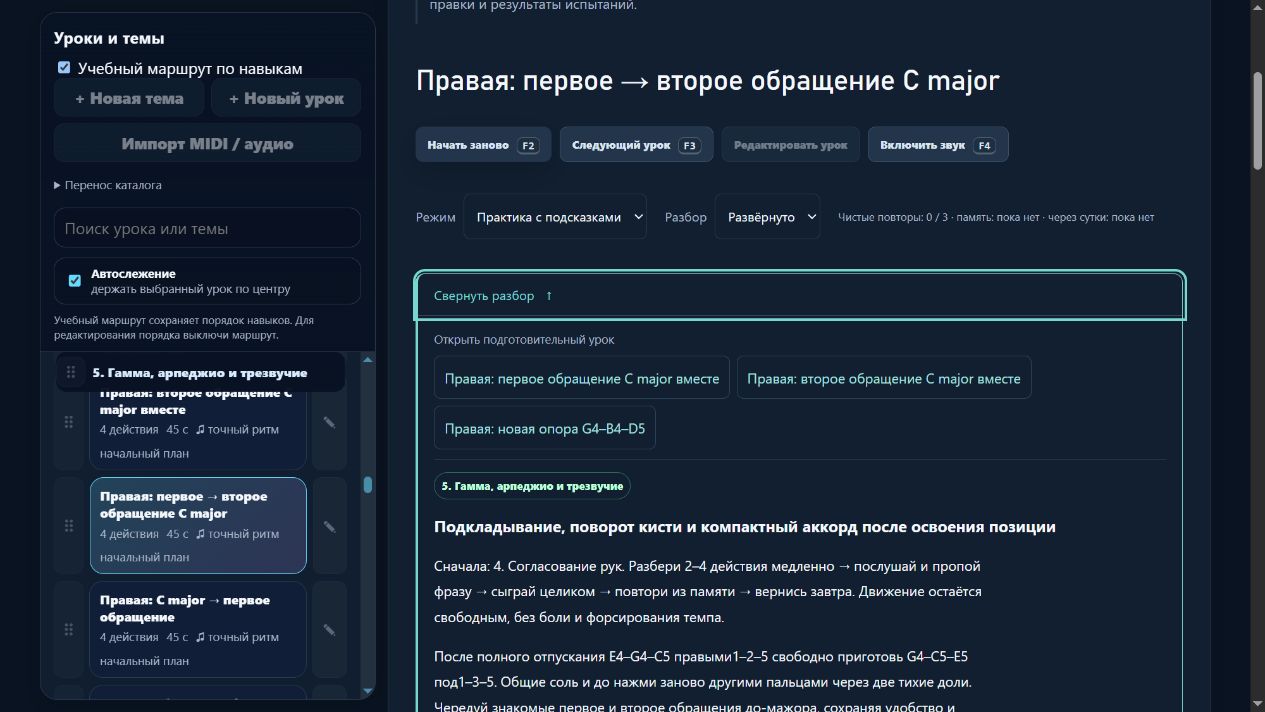 Уроки и темы
Учебный маршрут по навыкам
+ Новая тема
+ Новый урок
Импорт MIDI / аудио
Перенос каталога
Поиск урока или темы
Автослежение
держать выбранный урок по центру
Учебный маршрут сохраняет порядок навыков. Для
редактирования порядка выключи маршрут.
5. Гамма, арпеджио и трезвучие
Правая: второе обращение C
major вместе
4 действия 45 с ♫ точный ритм
начальный план
Правая: первое → второе
обращение C major
4 действия 45 с ♫ точный ритм
начальный план
Правая: C major → первое
обращение
4 действия 45 с ♫ точный ритм
начальный план
правки и результаты испытаний.
Правая: первое → второе обращение C major
Начать заново F2
Следующий урок F3
Редактировать урок
Включить звук F4
Режим
Практика с подсказками
Разбор
Развёрнуто
Чистые повторы: 0 / 3 · память: пока нет · через сутки: пока нет
Свернуть разбор ↑
Открыть подготовительный урок
Правая: первое обращение C major вместе
Правая: второе обращение C major вместе
Правая: новая опора G4–B4–D5
5. Гамма, арпеджио и трезвучие
Подкладывание, поворот кисти и компактный аккорд после освоения позиции
Сначала: 4. Согласование рук. Разбери 2–4 действия медленно → послушай и пропой
фразу → сыграй целиком → повтори из памяти → вернись завтра. Движение остаётся
свободным, без боли и форсирования темпа.
После полного отпускания E4–G4–C5 правыми1–2–5 свободно приготовь G4–C5–E5
под1–3–5. Общие соль и до нажми заново другими пальцами через две тихие доли.
Чередуй знакомые первое и второе обращения до-мажора, сохраняя удобство и